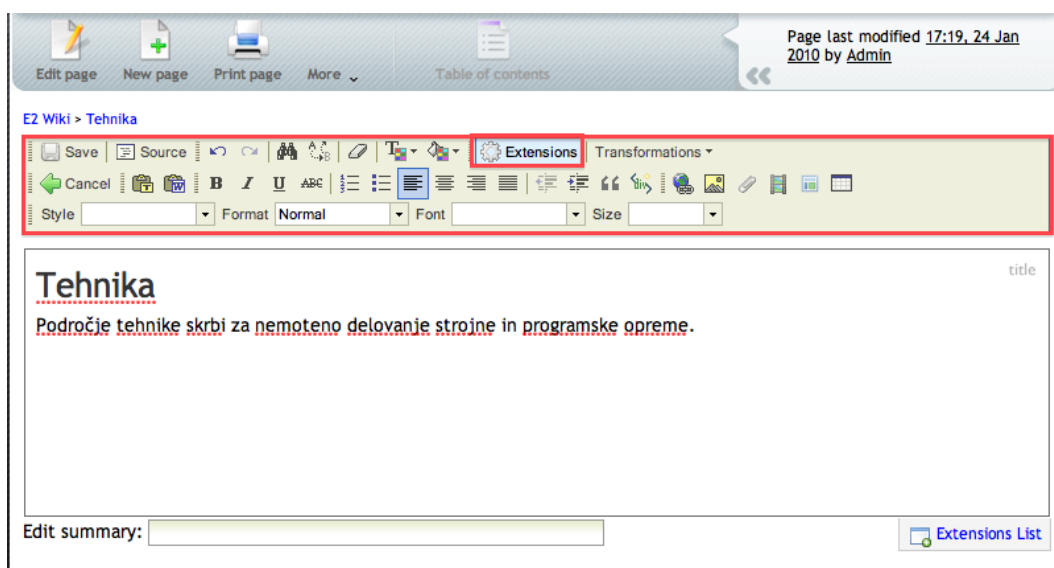 Page last modified 17:19, 24 Jan
2010 by Admin
Edit page New page Print page More Table of contents
E2 Wiki > Tehnika
Save Source Extensions Transformations
Cancel B I U ABC
Style Format Normal Font Size
title
Tehnika
Področje tehnike skrbi za nemoteno delovanje strojne in programske opreme.
Edit summary: Extensions List